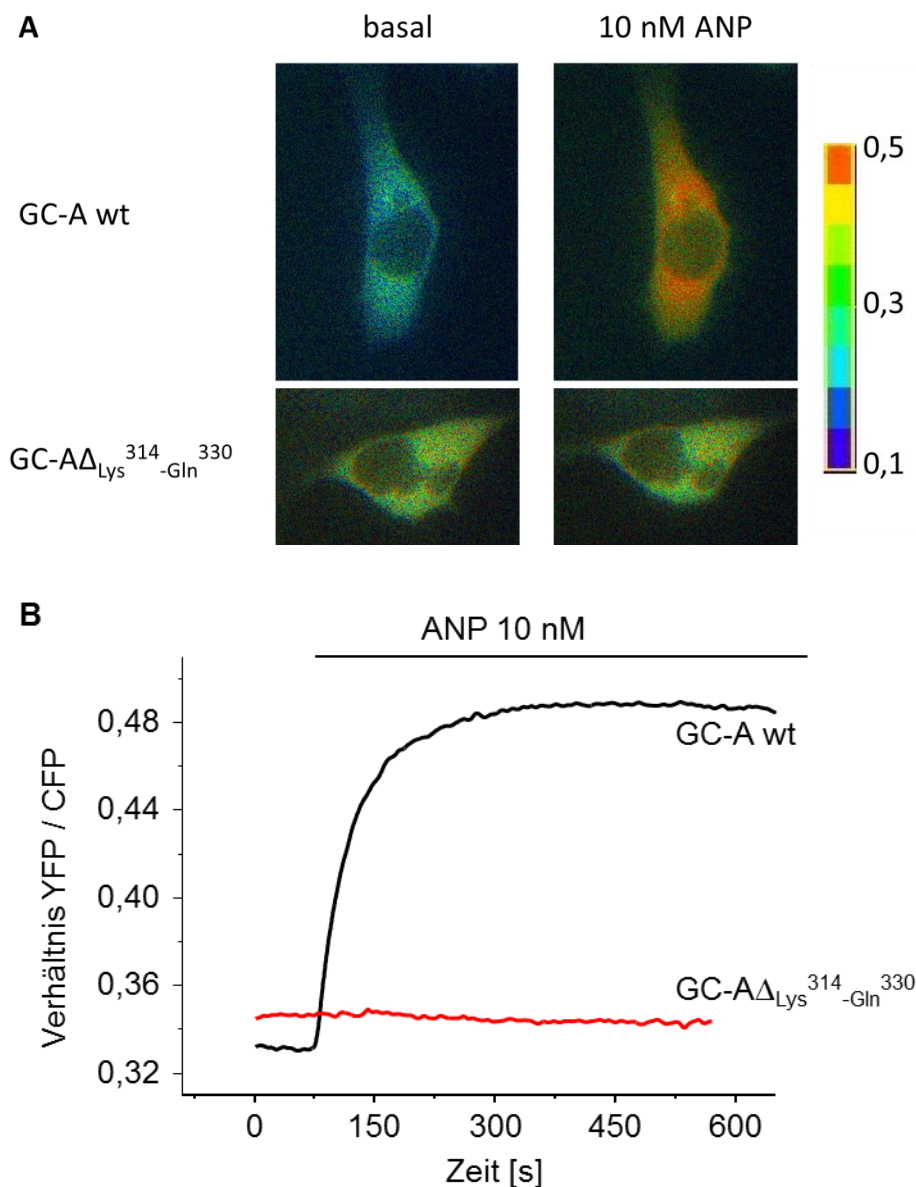 A
basal
10 nM ANP
GC-A wt
0,5
0,3
GC-AΔLys³¹⁴-Gln³³⁰
0,1
B
ANP 10 nM
Verhältnis YFP / CFP
0,48
0,44
0,40
0,36
0,32
GC-A wt
GC-AΔLys³¹⁴-Gln³³⁰
0
150
300
450
600
Zeit [s]